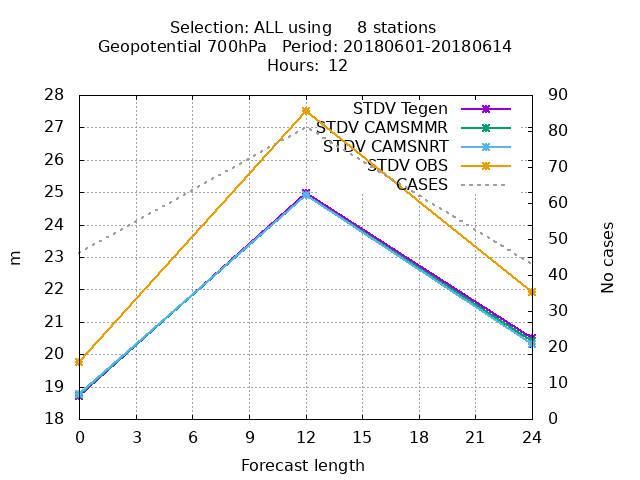 Selection: ALL using     8 stations
Geopotential 700hPa   Period: 20180601-20180614
Hours:  12
28
27
26
25
24
23
22
21
20
19
18
m
90
80
70
60
50
40
30
20
10
0
No cases
STDV Tegen
STDV CAMSMMR
STDV CAMSNRT
STDV OBS
CASES
0 3 6 9 12 15 18 21 24
Forecast length